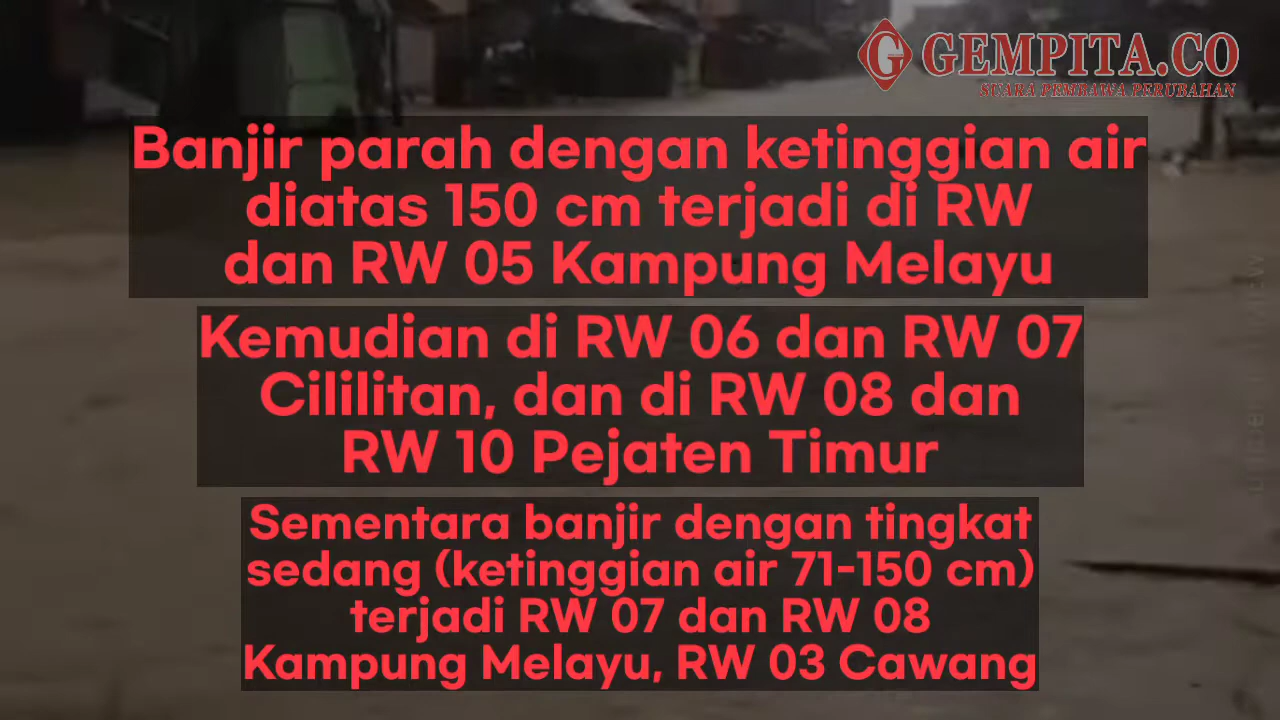 GEMPITA.CO
SUARA PEMBAWA PERUBAHAN
Banjir parah dengan ketinggian air
diatas 150 cm terjadi di RW
dan RW 05 Kampung Melayu
Kemudian di RW 06 dan RW 07
Cililitan, dan di RW 08 dan
RW 10 Pejaten Timur
Sementara banjir dengan tingkat
sedang (ketinggian air 71-150 cm)
terjadi RW 07 dan RW 08
Kampung Melayu, RW 03 Cawang